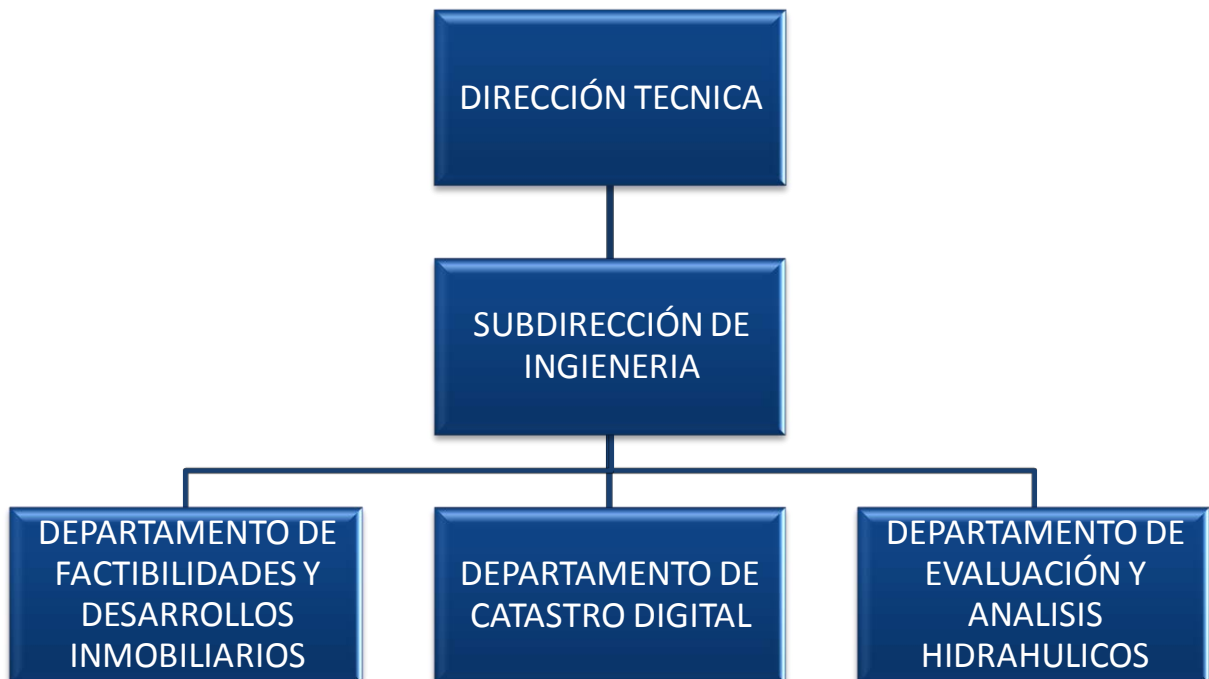 DIRECCIÓN TECNICA
SUBDIRECCIÓN DE
INGIENERIA
DEPARTAMENTO DE
FACTIBILIDADES Y
DESARROLLOS
INMOBILIARIOS
DEPARTAMENTO DE
CATASTRO DIGITAL
DEPARTAMENTO DE
EVALUACIÓN Y
ANALISIS
HIDRAHULICOS